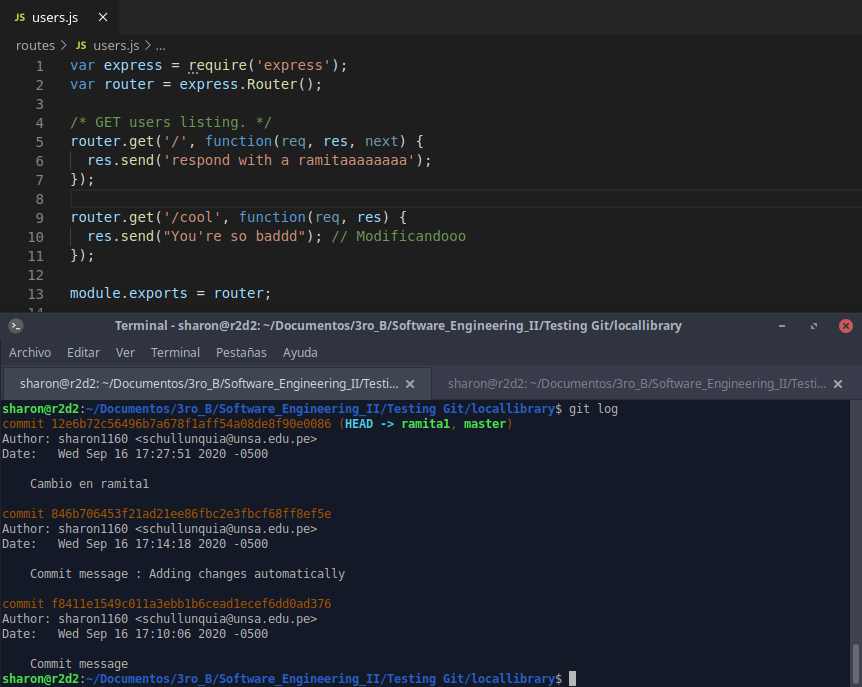 JS users.js ×
routes > JS users.js > ...
1 var express = require('express');
2 var router = express.Router();
3
4 /* GET users listing. */
5 router.get('/', function(req, res, next) {
6 res.send('respond with a ramitaaaaaaaa');
7 });
8
9 router.get('/cool', function(req, res) {
10 res.send("You're so baddd"); // Modificandooo
11 });
12
13 module.exports = router;
14
Terminal - sharon@r2d2: ~/Documentos/3ro_B/Software_Engineering_II/Testing Git/locallibrary
Archivo Editar Ver Terminal Pestañas Ayuda
sharon@r2d2: ~/Documentos/3ro_B/Software_Engineering_II/Testi... × sharon@r2d2: ~/Documentos/3ro_B/Software_Engineering_II/Testi... ×
sharon@r2d2:~/Documentos/3ro_B/Software_Engineering_II/Testing Git/locallibrary$ git log
commit 12e6b72c56496b7a678f1aff54a08de8f90e0086 (HEAD -> ramita1, master)
Author: sharon1160 <schullunquia@unsa.edu.pe>
Date: Wed Sep 16 17:27:51 2020 -0500
Cambio en ramita1
commit 846b706453f21ad21ee86fbc2e3fbcf68ff8ef5e
Author: sharon1160 <schullunquia@unsa.edu.pe>
Date: Wed Sep 16 17:14:18 2020 -0500
Commit message : Adding changes automatically
commit f8411e1549c011a3ebb1b6cead1ecef6dd0ad376
Author: sharon1160 <schullunquia@unsa.edu.pe>
Date: Wed Sep 16 17:10:06 2020 -0500
Commit message
sharon@r2d2:~/Documentos/3ro_B/Software_Engineering_II/Testing Git/locallibrary$